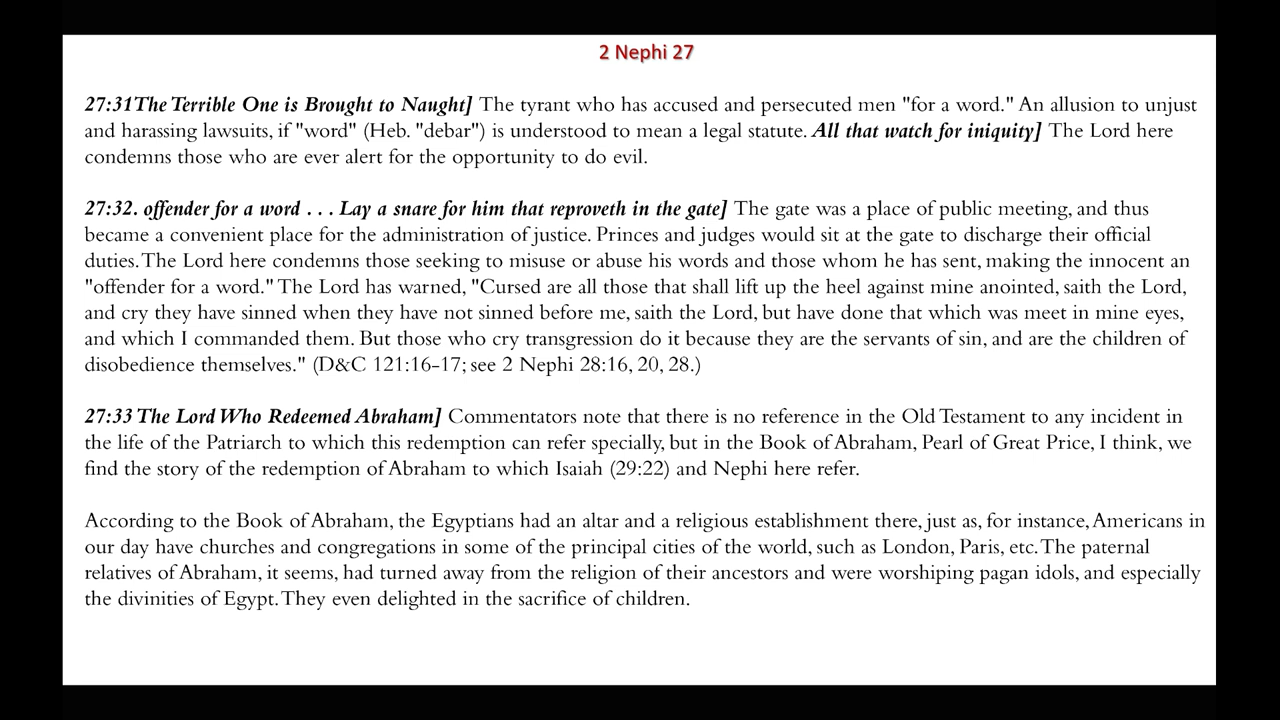 2 Nephi 27
27:31The Terrible One is Brought to Naught] The tyrant who has accused and persecuted men "for a word." An allusion to unjust
and harassing lawsuits, if "word" (Heb. "debar") is understood to mean a legal statute. All that watch for iniquity] The Lord here
condemns those who are ever alert for the opportunity to do evil.
27:32. offender for a word . . . Lay a snare for him that reproveth in the gate] The gate was a place of public meeting, and thus
became a convenient place for the administration of justice. Princes and judges would sit at the gate to discharge their official
duties. The Lord here condemns those seeking to misuse or abuse his words and those whom he has sent, making the innocent an
"offender for a word." The Lord has warned, "Cursed are all those that shall lift up the heel against mine anointed, saith the Lord,
and cry they have sinned when they have not sinned before me, saith the Lord, but have done that which was meet in mine eyes,
and which I commanded them. But those who cry transgression do it because they are the servants of sin, and are the children of
disobedience themselves." (D&C 121:16-17; see 2 Nephi 28:16, 20, 28.)
27:33 The Lord Who Redeemed Abraham] Commentators note that there is no reference in the Old Testament to any incident in
the life of the Patriarch to which this redemption can refer specially, but in the Book of Abraham, Pearl of Great Price, I think, we
find the story of the redemption of Abraham to which Isaiah (29:22) and Nephi here refer.
According to the Book of Abraham, the Egyptians had an altar and a religious establishment there, just as, for instance, Americans in
our day have churches and congregations in some of the principal cities of the world, such as London, Paris, etc. The paternal
relatives of Abraham, it seems, had turned away from the religion of their ancestors and were worshiping pagan idols, and especially
the divinities of Egypt. They even delighted in the sacrifice of children.